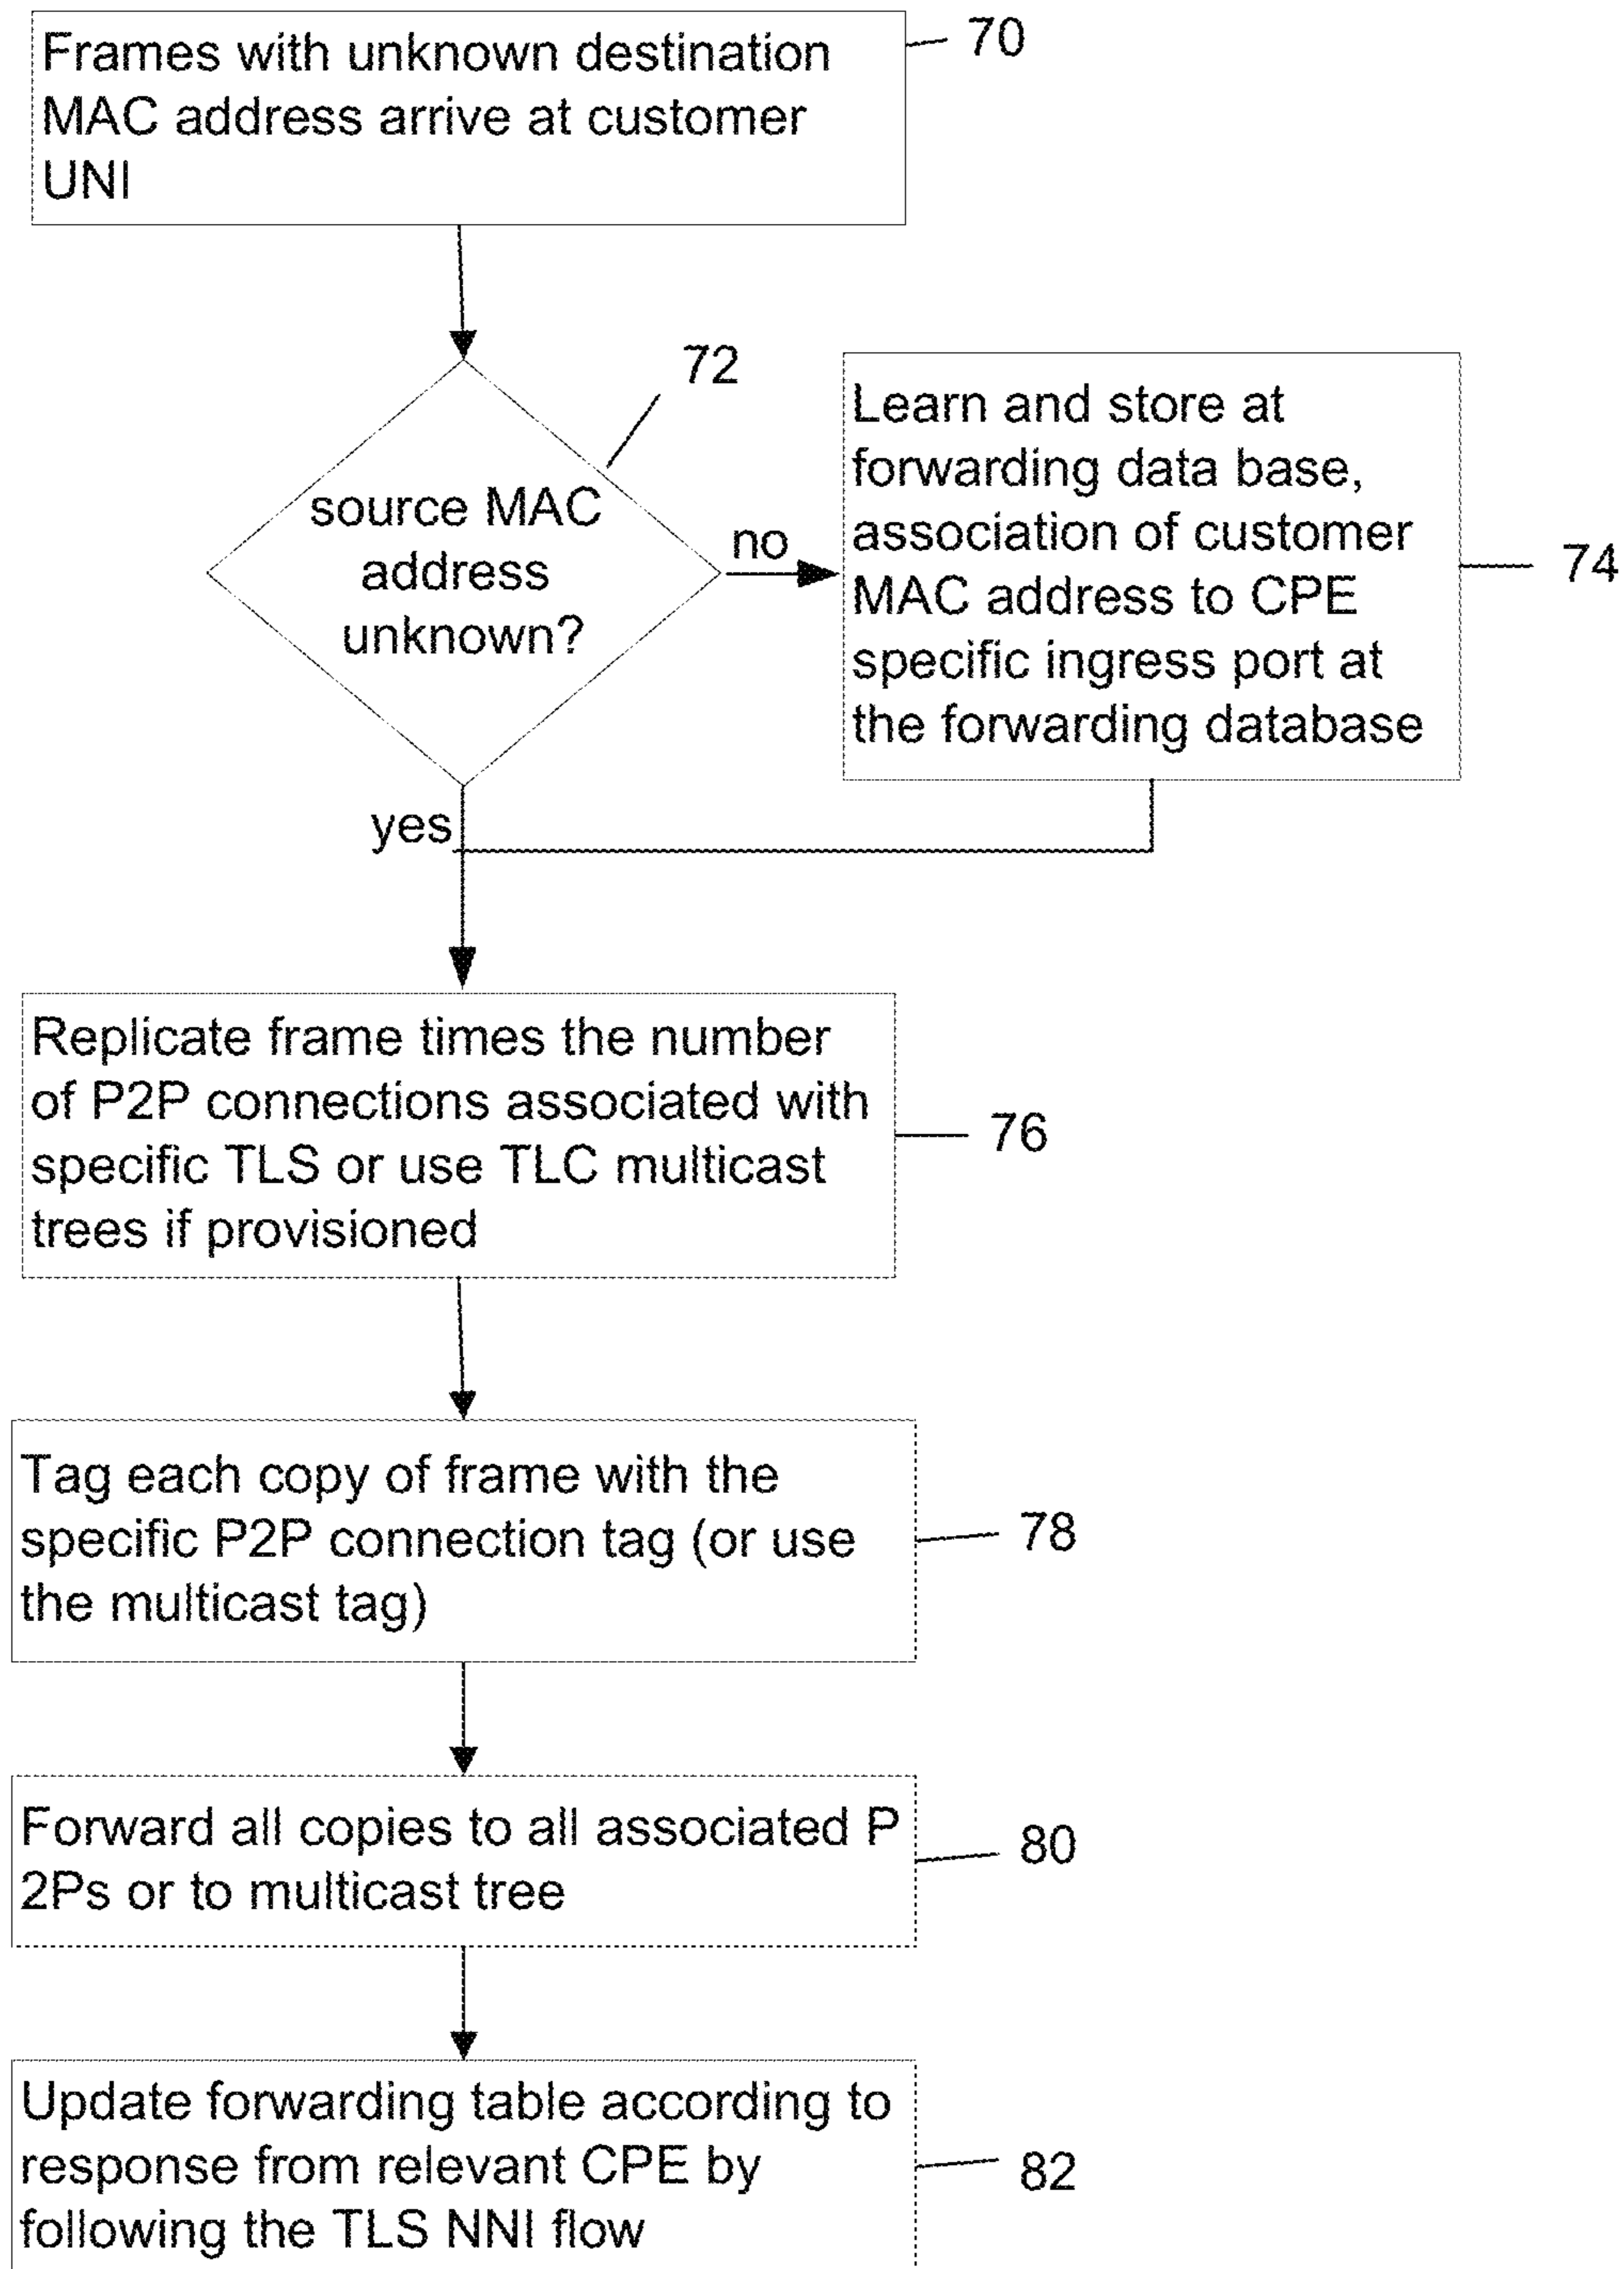 Frames with unknown destination
MAC address arrive at customer
UNI
70
72
source MAC
address
unknown?
no
yes
Learn and store at
forwarding data base,
association of customer
MAC address to CPE
specific ingress port at
the forwarding database
74
Replicate frame times the number
of P2P connections associated with
specific TLS or use TLC multicast
trees if provisioned
76
Tag each copy of frame with the
specific P2P connection tag (or use
the multicast tag)
78
Forward all copies to all associated P
2Ps or to multicast tree
80
Update forwarding table according to
response from relevant CPE by
following the TLS NNI flow
82